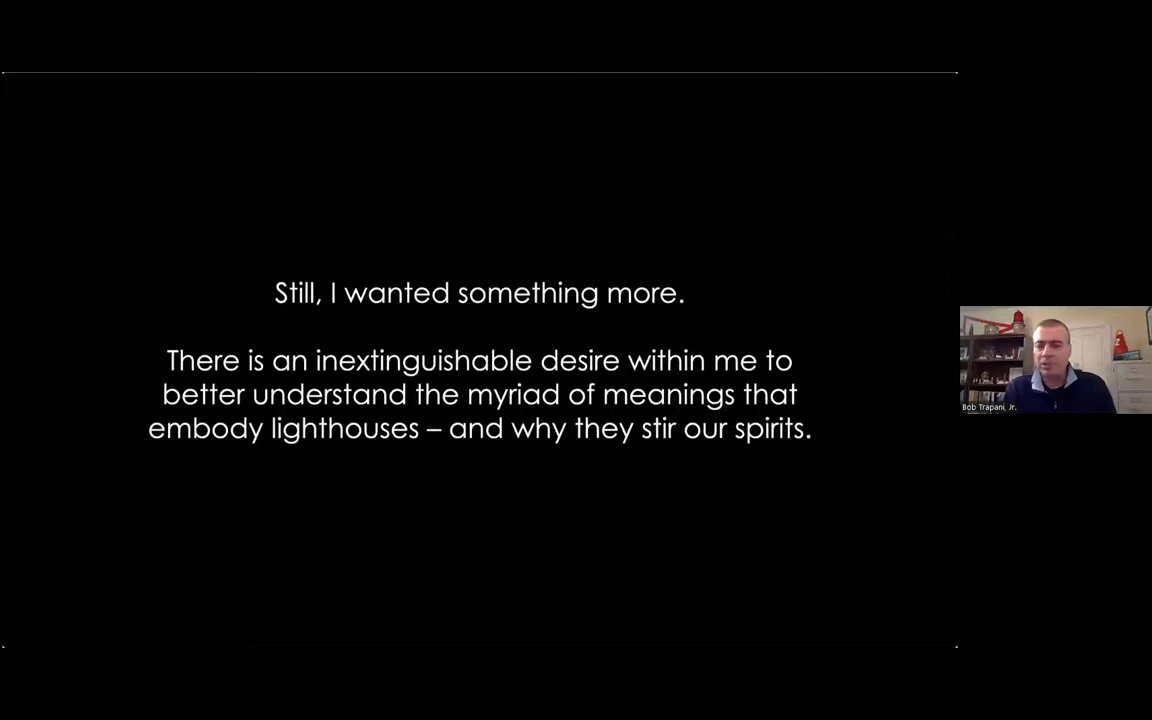 Still, I wanted something more.
There is an inextinguishable desire within me to
better understand the myriad of meanings that
embody lighthouses – and why they stir our spirits.
Bob Trapani, Jr.